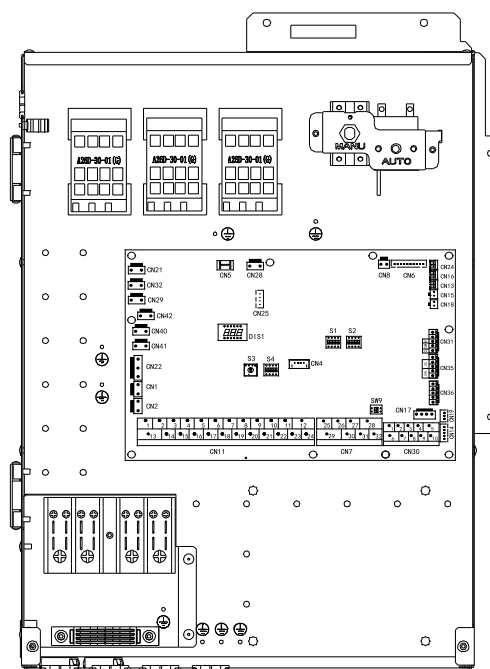 A26D-30-01(G) A26D-30-01(G) A26D-30-01(G)
MANU
AUTO
CN21
CN32
CN29
CN42
CN40
CN41
CN22
CN1
CN2
CN5
CN28
CN25
DIS1
S3
S4
CN4
S1
S2
CN8
CN6
CN24
CN16
CN13
CN15
CN18
CN31
CN35
CN36
SW9
CN17
CN19
CN14
1 2 3 4 5 6 7 8 9 10 11 12
13 14 15 16 17 18 19 20 21 22 23 24
25 26 27 28
29 30 31 32
CN11
CN7
CN30